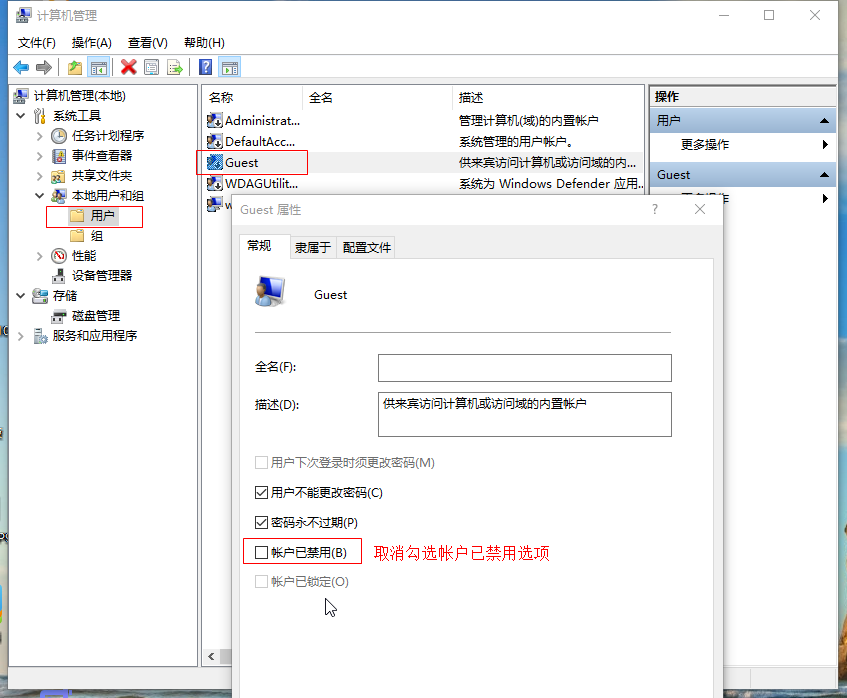 计算机管理
文件(F) 操作(A) 查看(V) 帮助(H)
计算机管理(本地)
系统工具
任务计划程序
事件查看器
共享文件夹
本地用户和组
用户
组
性能
设备管理器
存储
磁盘管理
服务和应用程序
名称 全名 描述
Administrat... 管理计算机(域)的内置帐户
DefaultAcc... 系统管理的用户帐户。
Guest 供来宾访问计算机或访问域的内...
WDAGUtilit... 系统为 Windows Defender 应用...
操作
用户
更多操作
Guest
Guest 属性
?
常规 隶属于 配置文件
Guest
全名(F):
描述(D): 供来宾访问计算机或访问域的内置帐户
用户下次登录时须更改密码(M)
用户不能更改密码(C)
密码永不过期(P)
帐户已禁用(B) 取消勾选帐户已禁用选项
帐户已锁定(O)